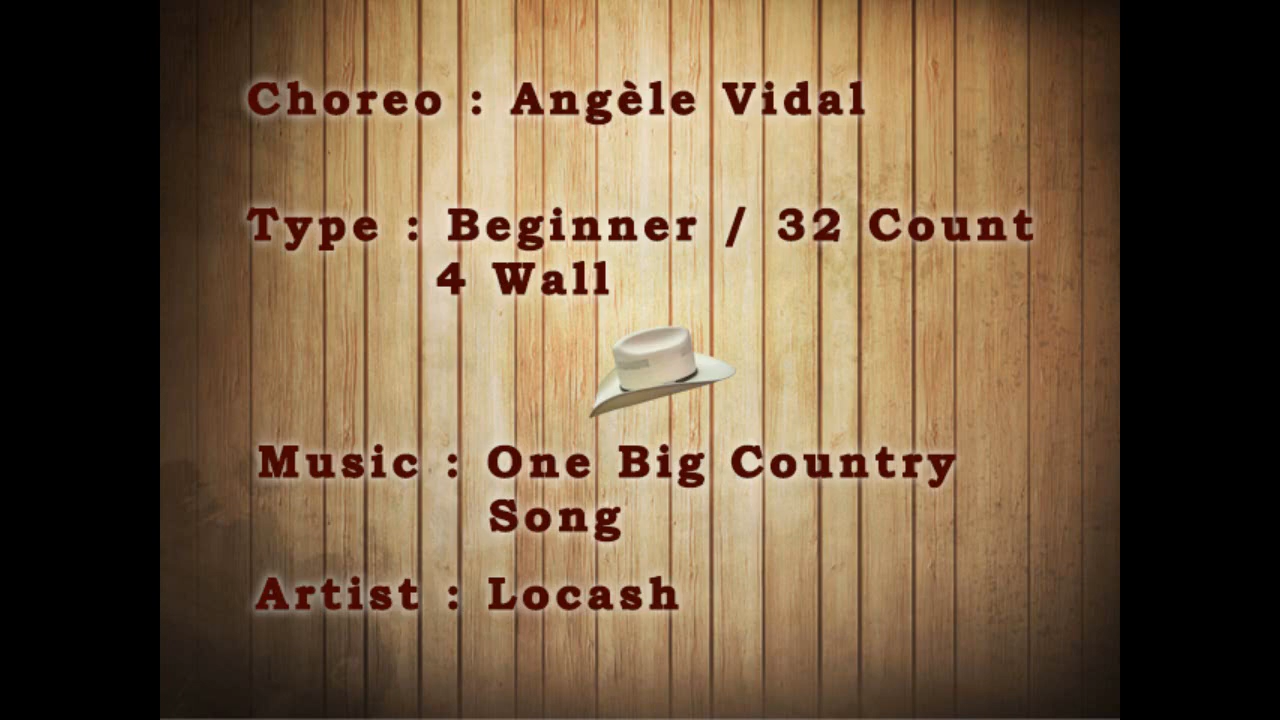 Choreo : Angèle Vidal
Type : Beginner / 32 Count
4 Wall
Music : One Big Country
Song
Artist : Locash